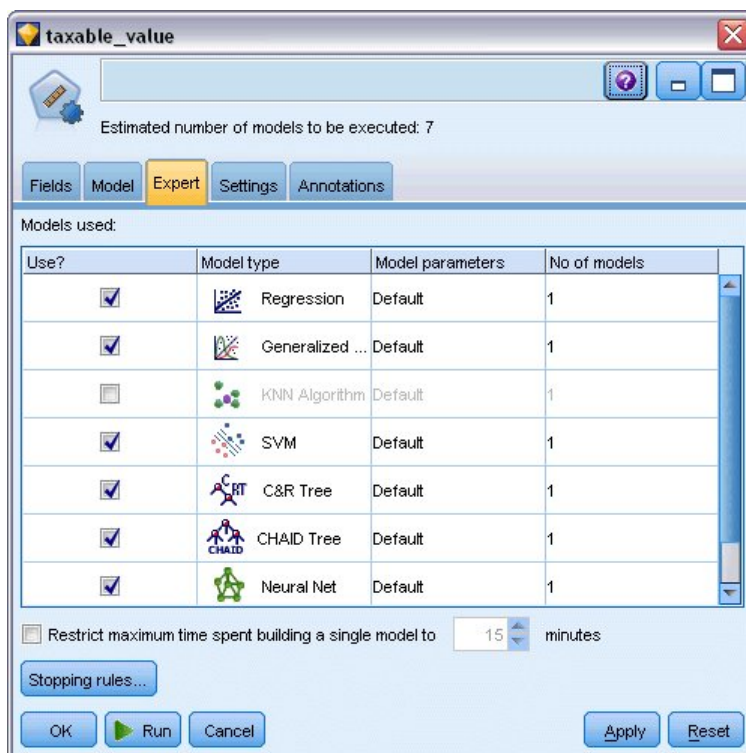 taxable_value
?
Estimated number of models to be executed: 7
Fields Model Expert Settings Annotations
Models used:
Use? Model type Model parameters No of models
Regression Default 1
Generalized ... Default 1
KNN Algorithm Default 1
SVM Default 1
C RT C&R Tree Default 1
CHAID CHAID Tree Default 1
Neural Net Default 1
Restrict maximum time spent building a single model to 15 minutes
Stopping rules...
OK Run Cancel Apply Reset